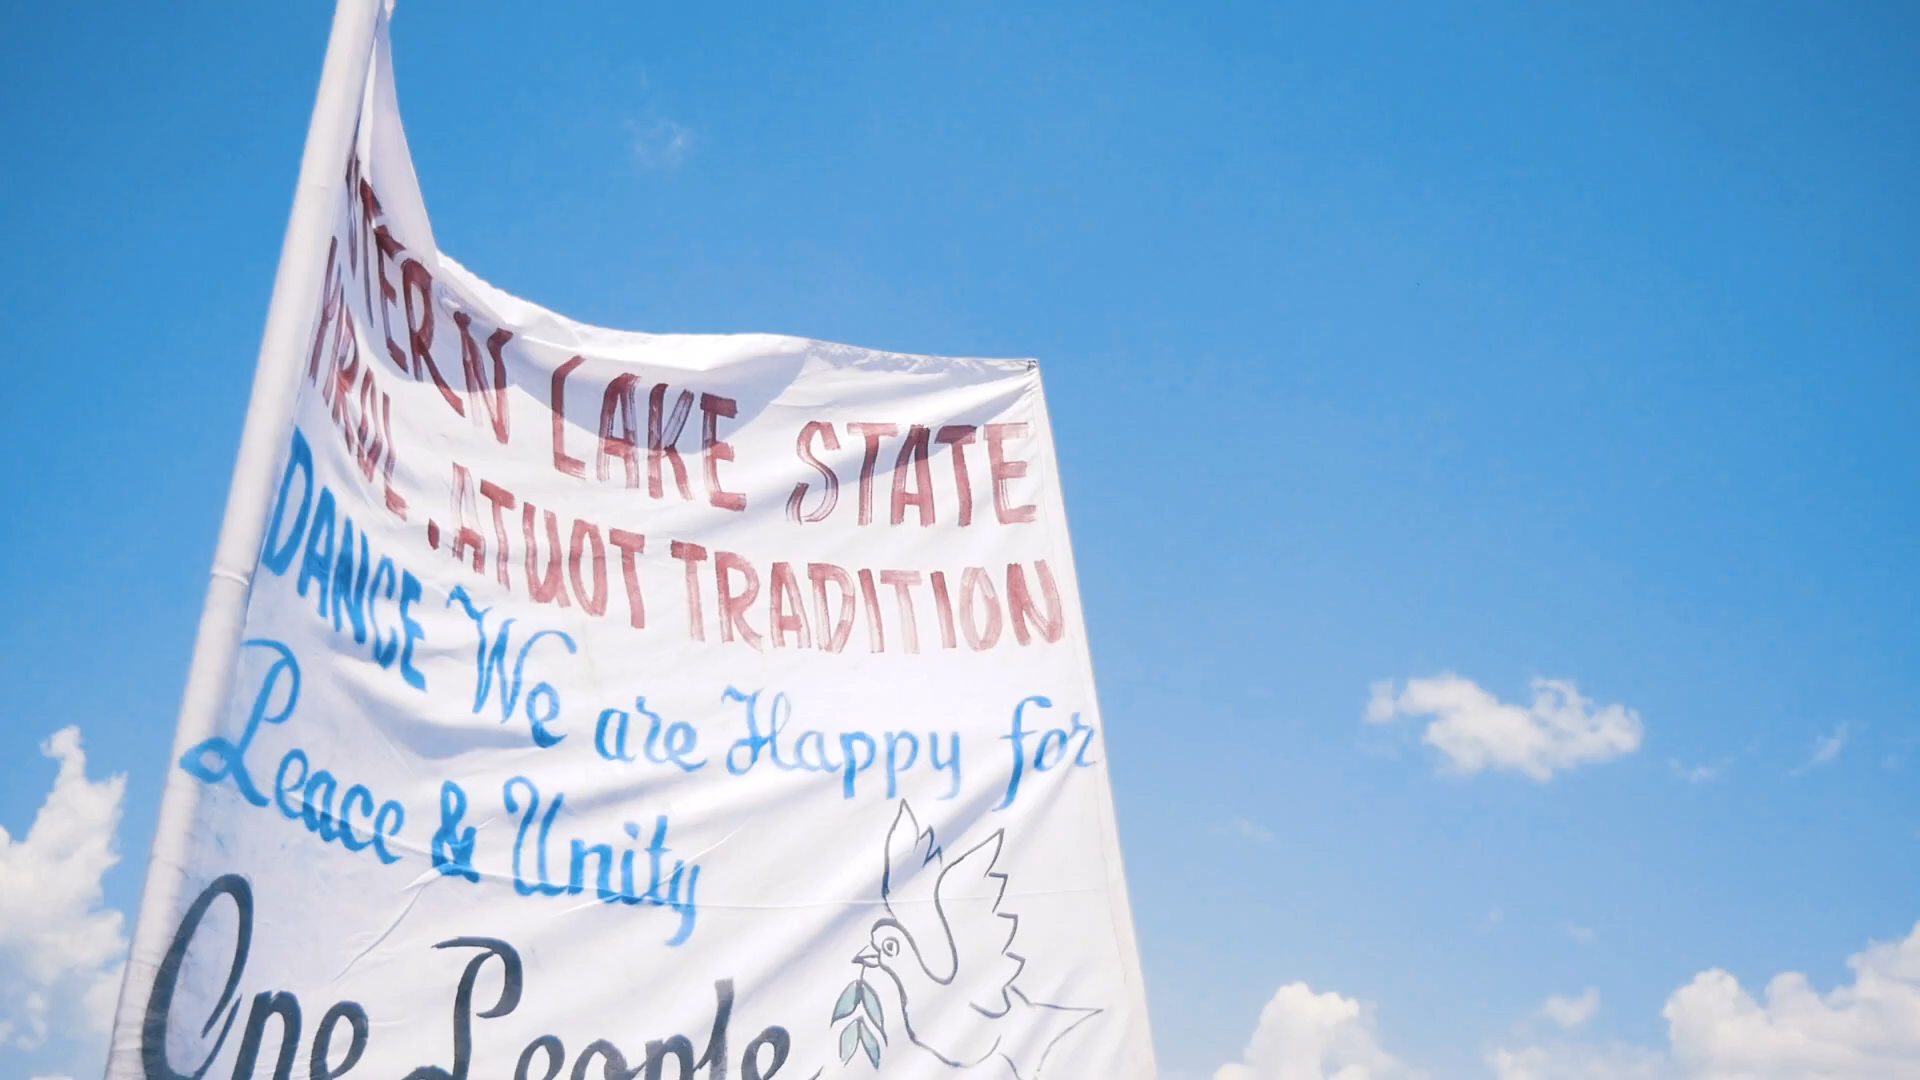 LAKE STATE
ATUOT TRADITION
DANCE We are Happy for
Peace & Unity
One People